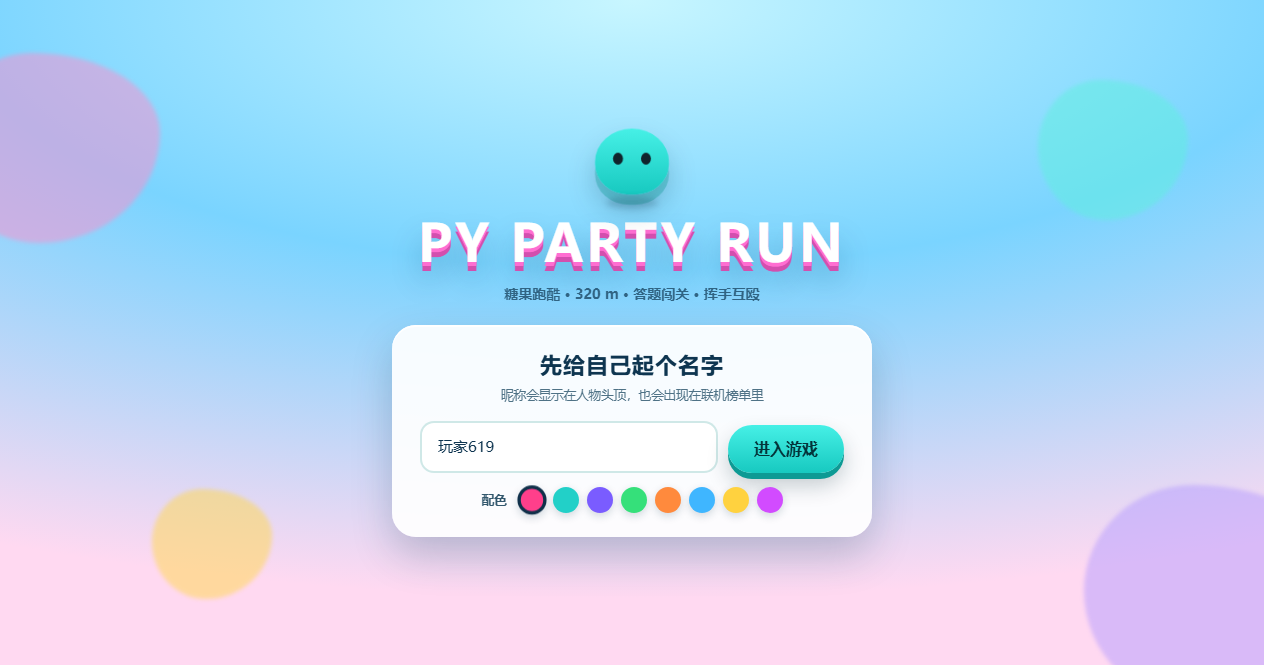 PY PARTY RUN
糖果跑酷 • 320 m • 答题闯关 • 挥手互殴
先给自己起个名字
昵称会显示在人物头顶，也会出现在联机榜单里
玩家619
进入游戏
配色